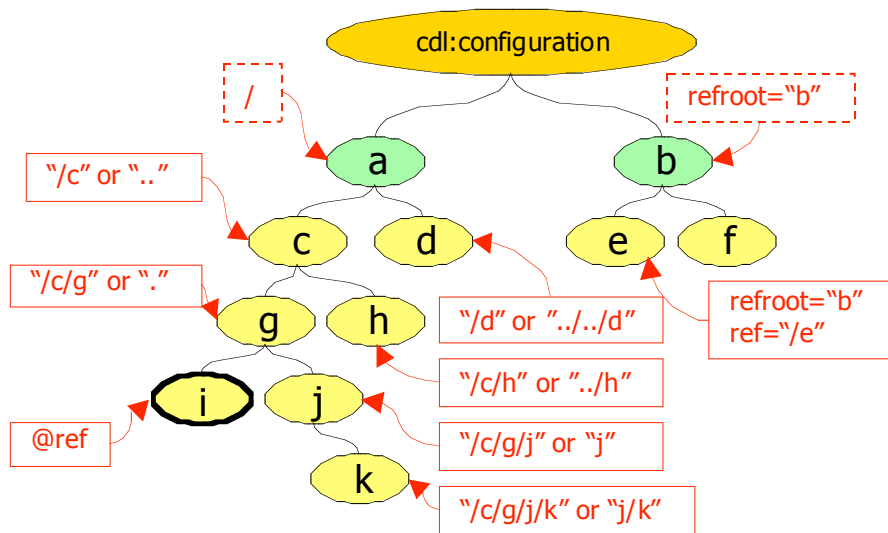 cdl:configuration
/
refroot=“b”
a
b
“/c” or “..”
c
d
e
f
“/c/g” or “.”
g
h
“/d” or ”../../d”
refroot=“b”
ref=“/e”
i
j
“/c/h” or ”../h”
@ref
“/c/g/j” or “j”
k
“/c/g/j/k” or “j/k”